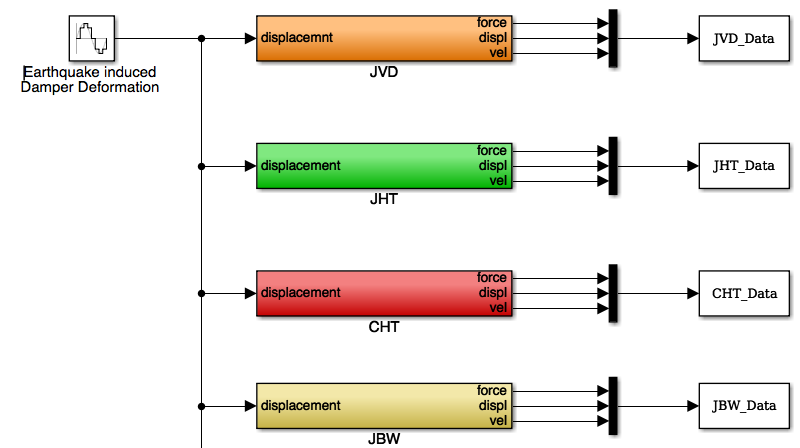 force
displacemnt displ JVD_Data
vel
Earthquake induced
Damper Deformation
JVD
force
displacement displ JHT_Data
vel
JHT
force
displacement displ CHT_Data
vel
CHT
force
displacement displ JBW_Data
vel
JBW